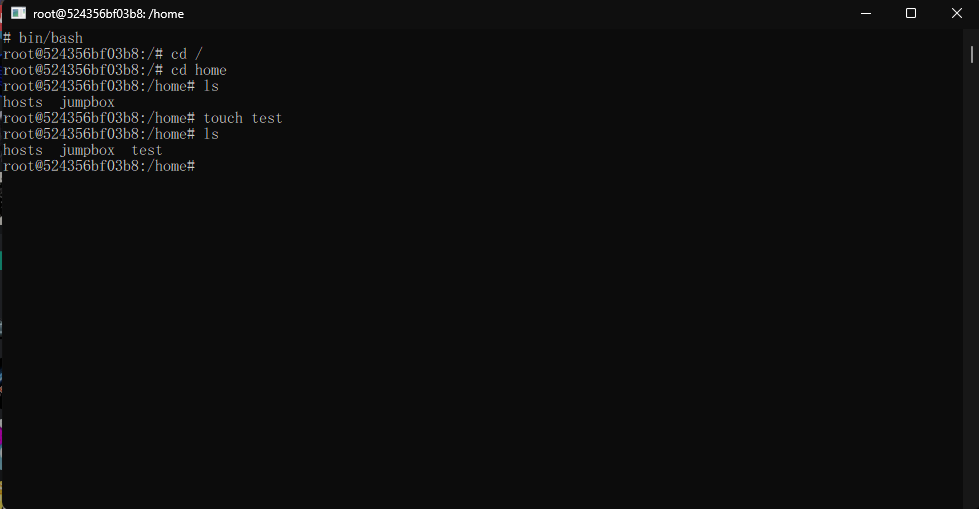 root@524356bf03b8: /home
# bin/bash
root@524356bf03b8:/# cd /
root@524356bf03b8:/# cd home
root@524356bf03b8:/home# ls
hosts  jumpbox
root@524356bf03b8:/home# touch test
root@524356bf03b8:/home# ls
hosts  jumpbox  test
root@524356bf03b8:/home#